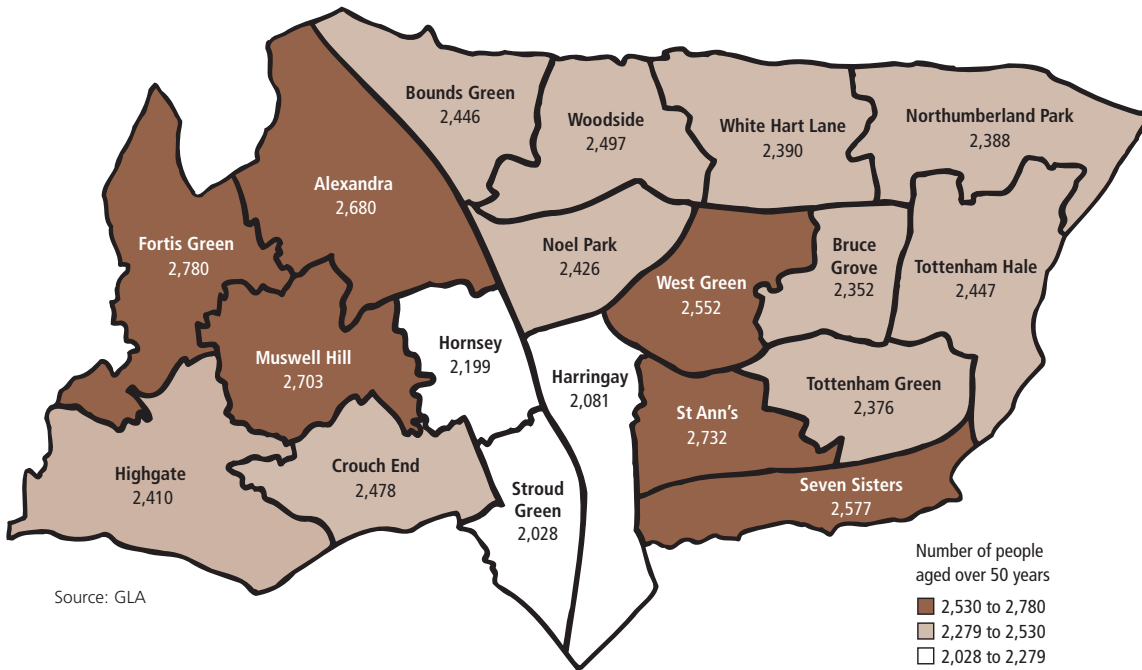 Bounds Green
2,446
Woodside
2,497
White Hart Lane
2,390
Northumberland Park
2,388
Alexandra
2,680
Fortis Green
2,780
Noel Park
2,426
West Green
2,552
Bruce
Grove
2,352
Tottenham Hale
2,447
Muswell Hill
2,703
Hornsey
2,199
Harringay
2,081
St Ann's
2,732
Tottenham Green
2,376
Highgate
2,410
Crouch End
2,478
Stroud
Green
2,028
Seven Sisters
2,577
Source: GLA
Number of people
aged over 50 years
2,530 to 2,780
2,279 to 2,530
2,028 to 2,279